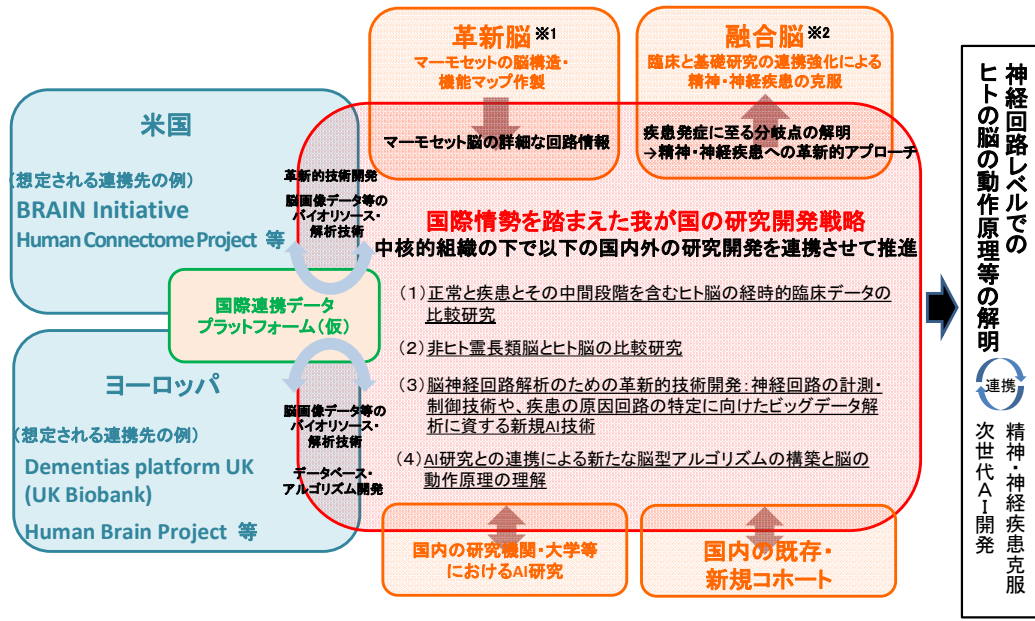 革新脳※1
マーモセットの脳構造・
機能マップ作製
融合脳※2
臨床と基礎研究の連携強化による
精神・神経疾患の克服
マーモセット脳の詳細な回路情報
疾患発症に至る分岐点の解明
→精神・神経疾患への革新的アプローチ
米国
(想定される連携先の例)
BRAIN Initiative
Human Connectome Project 等
革新的技術開発
脳画像データ等の
バイオリソース・
解析技術
国際連携データ
プラットフォーム(仮)
ヨーロッパ
(想定される連携先の例)
Dementias platform UK
(UK Biobank)
Human Brain Project 等
脳画像データ等の
バイオリソース・
解析技術
データベース・
アルゴリズム開発
国際情勢を踏まえた我が国の研究開発戦略
中核的組織の下で以下の国内外の研究開発を連携させて推進
(1)正常と疾患とその中間段階を含むヒト脳の経時的臨床データの
比較研究
(2)非ヒト霊長類脳とヒト脳の比較研究
(3)脳神経回路解析のための革新的技術開発:神経回路の計測・
制御技術や、疾患の原因回路の特定に向けたビッグデータ解
析に資する新規AI技術
(4)AI研究との連携による新たな脳型アルゴリズムの構築と脳の
動作原理の理解
国内の研究機関・大学等
におけるAI研究
国内の既存・
新規コホート
神経回路レベルでの
ヒトの脳の動作原理等の解明
連携
精神・神経疾患克服
次世代AI開発